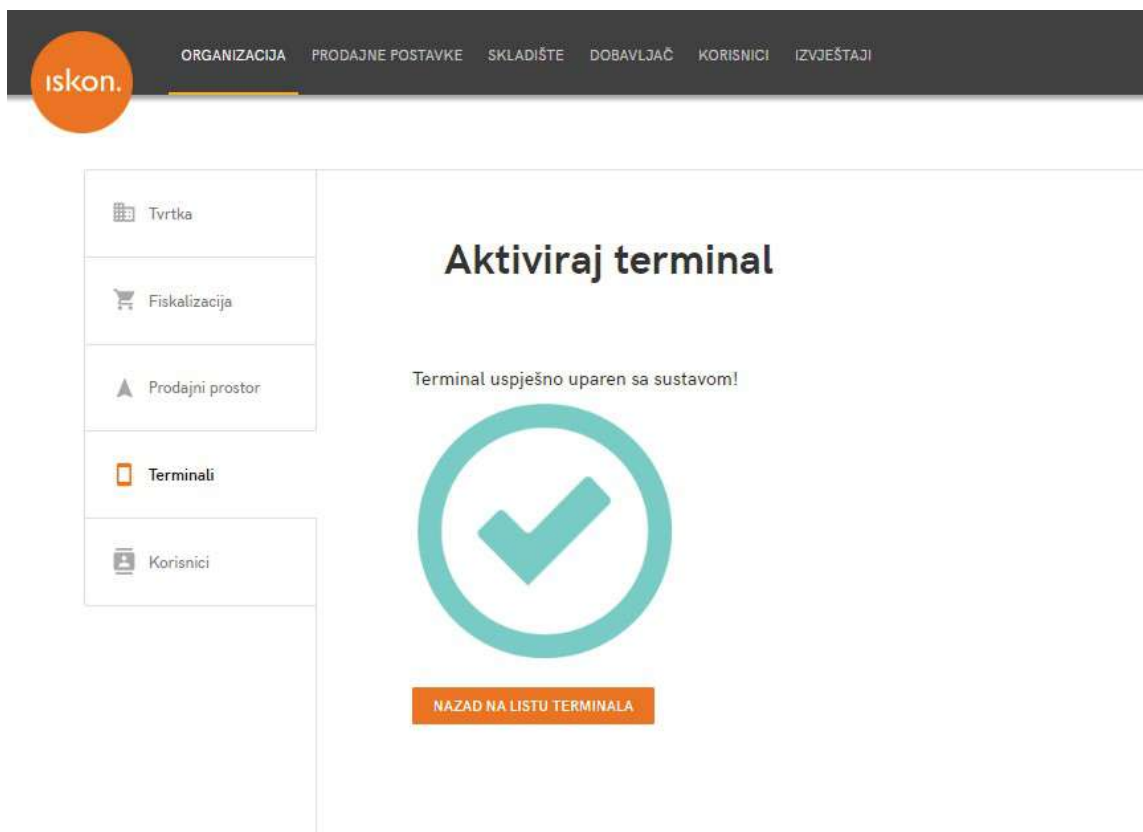 iskon.
ORGANIZACIJA PRODAJNE POSTAVKE SKLADIŠTE DOBAVLJAČ KORISNICI IZVJEŠTAJI
Tvrtka
Fiskalizacija
Prodajni prostor
Terminali
Korisnici
Aktiviraj terminal
Terminal uspješno uparen sa sustavom!
NAZAD NA LISTU TERMINALA